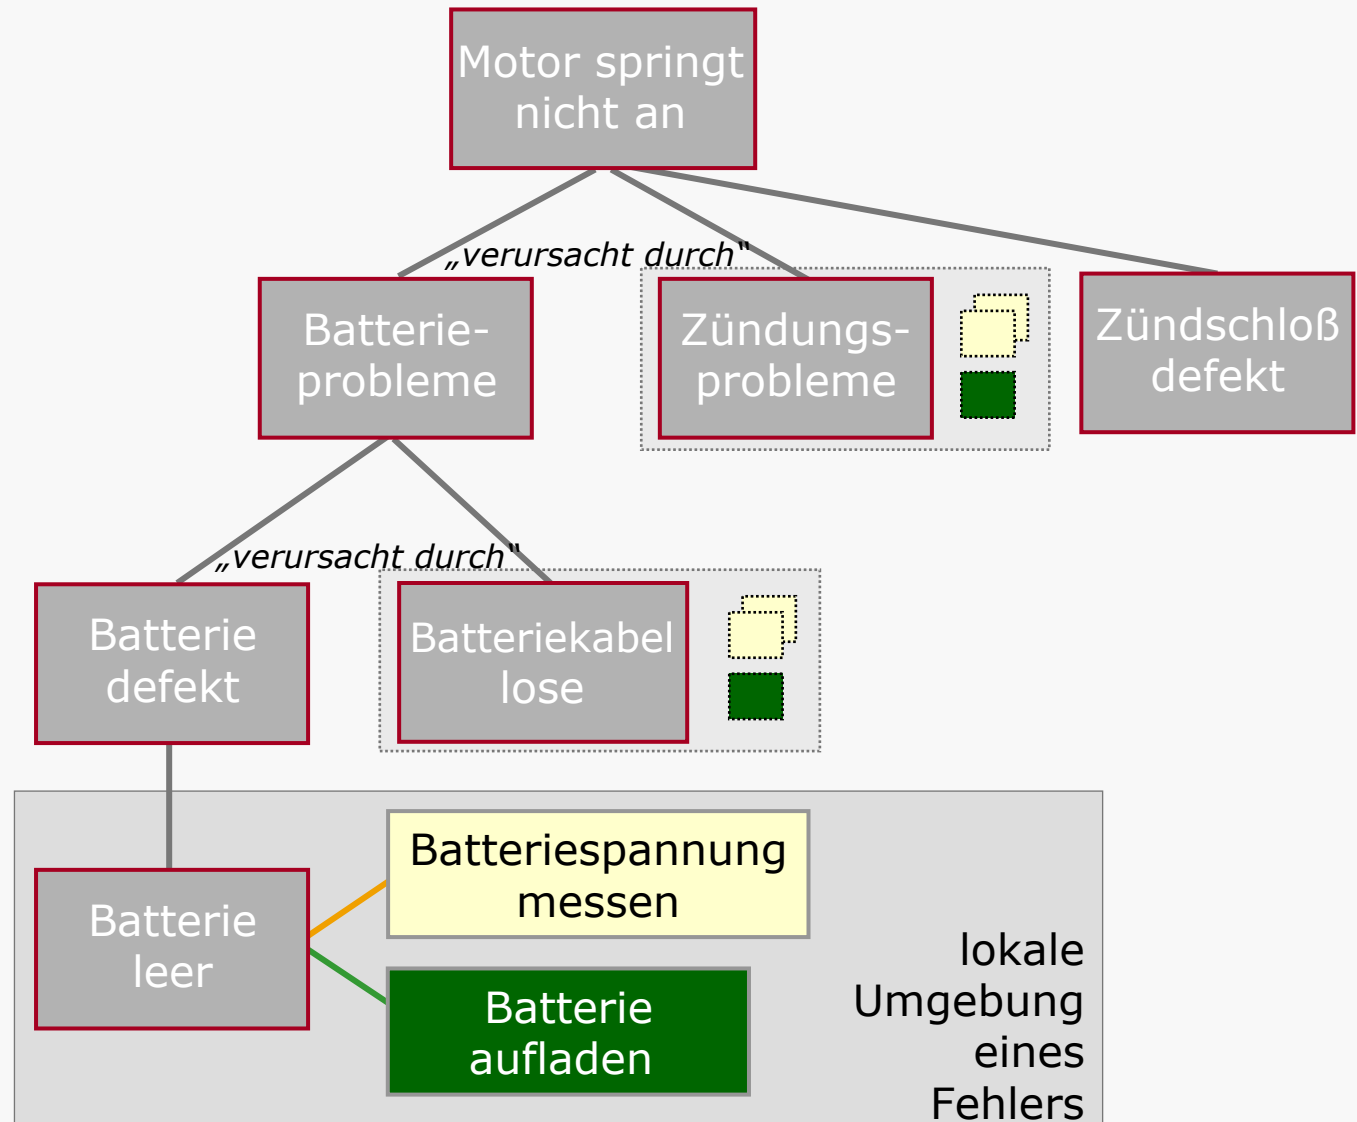 Motor springt
nicht an
„verursacht durch“
Batterie-
probleme
Zündungs-
probleme
Zündschloß
defekt
„verursacht durch“
Batterie
defekt
Batteriekabel
lose
Batterie
leer
Batteriespannung
messen
Batterie
aufladen
lokale
Umgebung
eines
Fehlers